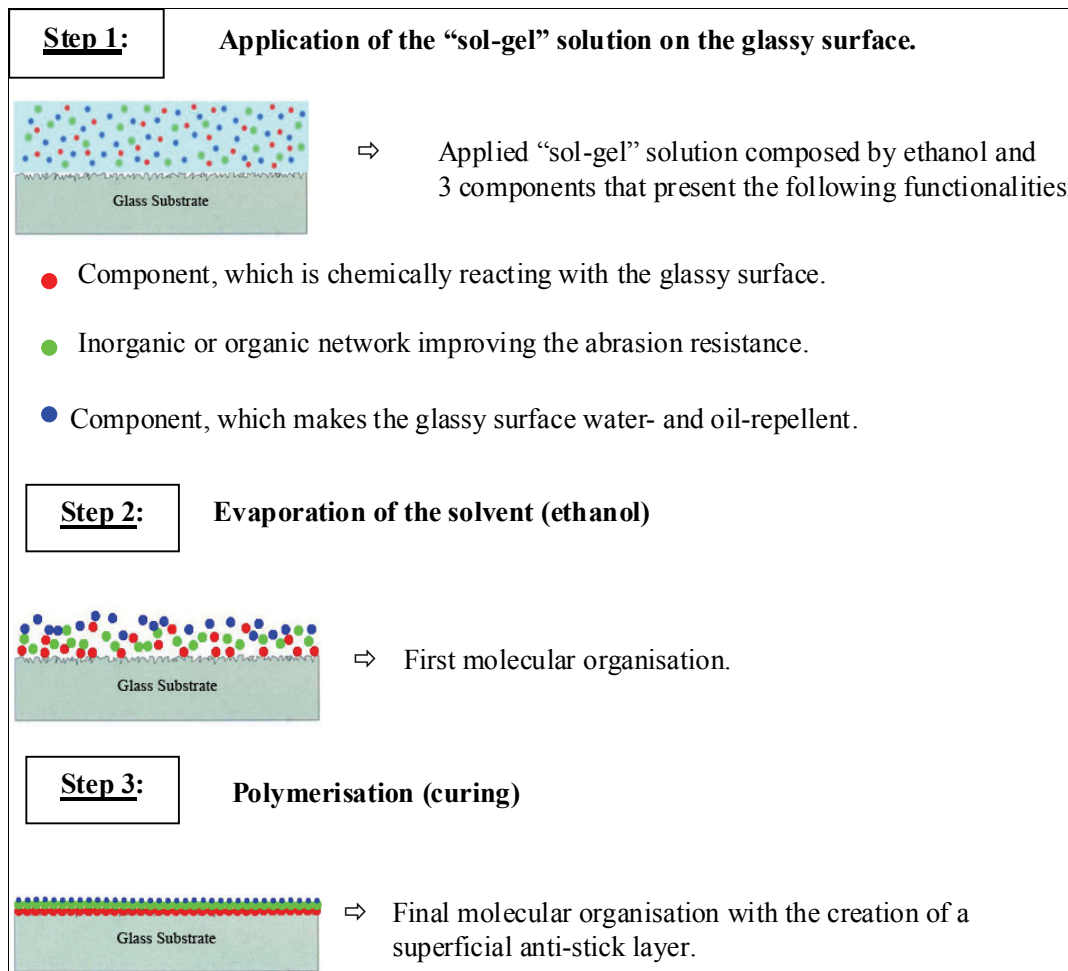 Step 1: Application of the “sol-gel” solution on the glassy surface.
Glass Substrate
⇨ Applied “sol-gel” solution composed by ethanol and
3 components that present the following functionalities:
Component, which is chemically reacting with the glassy surface.
Inorganic or organic network improving the abrasion resistance.
Component, which makes the glassy surface water- and oil-repellent.
Step 2: Evaporation of the solvent (ethanol)
⇨ First molecular organisation.
Glass Substrate
Step 3: Polymerisation (curing)
⇨ Final molecular organisation with the creation of a
superficial anti-stick layer.
Glass Substrate